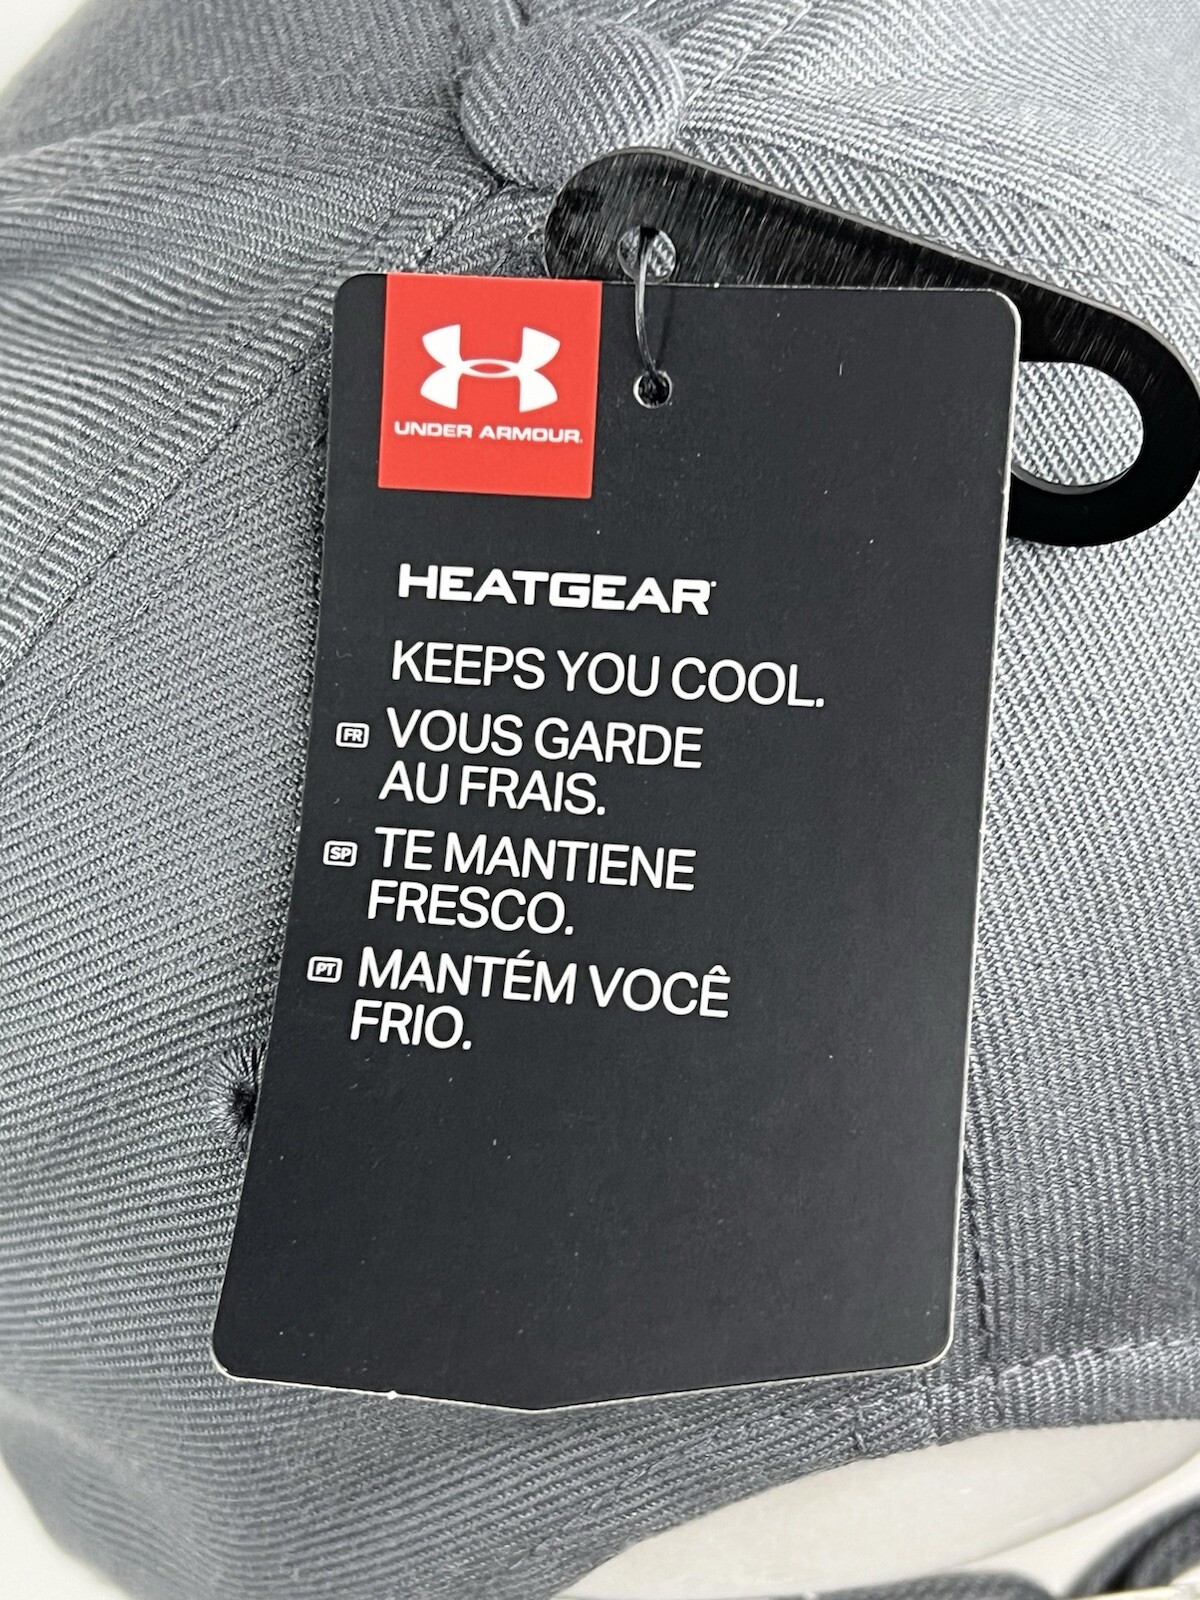 UNDER ARMOUR.
HEATGEAR®
KEEPS YOU COOL.
FR VOUS GARDE
AU FRAIS.
SP TE MANTIENE
FRESCO.
PT MANTÉM VOCÊ
FRIO.